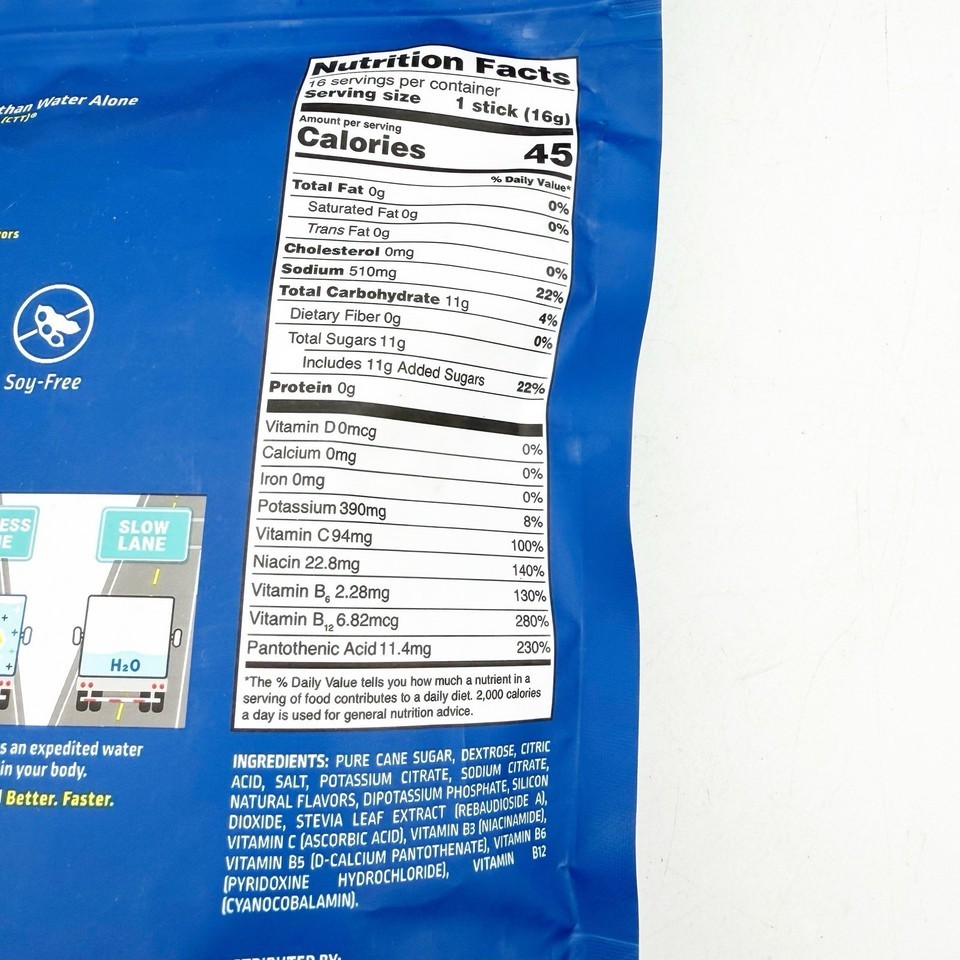 than Water Alone
(CTT)®
ors
Soy-Free
ESS
NE
SLOW
LANE
H₂O
s an expedited water
in your body.
Better. Faster.
Nutrition Facts
16 servings per container
Serving size 1 stick (16g)
Amount per serving
Calories 45
% Daily Value*
Total Fat 0g 0%
Saturated Fat 0g 0%
Trans Fat 0g
Cholesterol 0mg 0%
Sodium 510mg 22%
Total Carbohydrate 11g 4%
Dietary Fiber 0g 0%
Total Sugars 11g
Includes 11g Added Sugars 22%
Protein 0g
Vitamin D 0mcg 0%
Calcium 0mg 0%
Iron 0mg 0%
Potassium 390mg 8%
Vitamin C 94mg 100%
Niacin 22.8mg 140%
Vitamin B₆ 2.28mg 130%
Vitamin B₁₂ 6.82mcg 280%
Pantothenic Acid 11.4mg 230%
*The % Daily Value tells you how much a nutrient in a
serving of food contributes to a daily diet. 2,000 calories
a day is used for general nutrition advice.
INGREDIENTS: PURE CANE SUGAR, DEXTROSE, CITRIC
ACID, SALT, POTASSIUM CITRATE, SODIUM CITRATE,
NATURAL FLAVORS, DIPOTASSIUM PHOSPHATE, SILICON
DIOXIDE, STEVIA LEAF EXTRACT (REBAUDIOSIDE A),
VITAMIN C (ASCORBIC ACID), VITAMIN B3 (NIACINAMIDE),
VITAMIN B5 (D-CALCIUM PANTOTHENATE), VITAMIN B6
(PYRIDOXINE HYDROCHLORIDE), VITAMIN B12
(CYANOCOBALAMIN).
TRIBUTED BY: